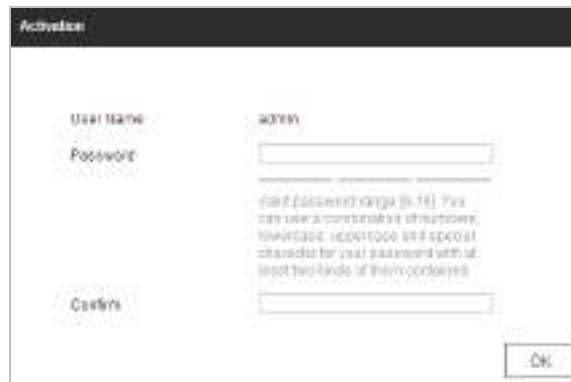 Activation
User Name admin
Password
Valid password range [8-16]. You
can use a combination of numbers,
lowercase, uppercase and special
character for your password with at
least two kinds of them contained.
Confirm
OK